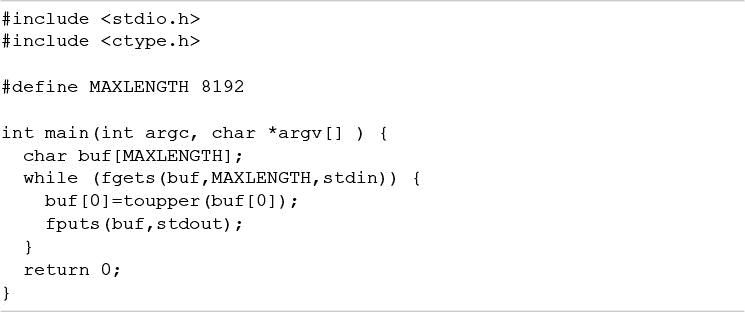 #include <stdio.h>
#include <ctype.h>

#define MAXLENGTH 8192

int main(int argc, char *argv[] ) {
  char buf[MAXLENGTH];
  while (fgets(buf,MAXLENGTH,stdin)) {
    buf[0]=toupper(buf[0]);
    fputs(buf,stdout);
  }
  return 0;
}